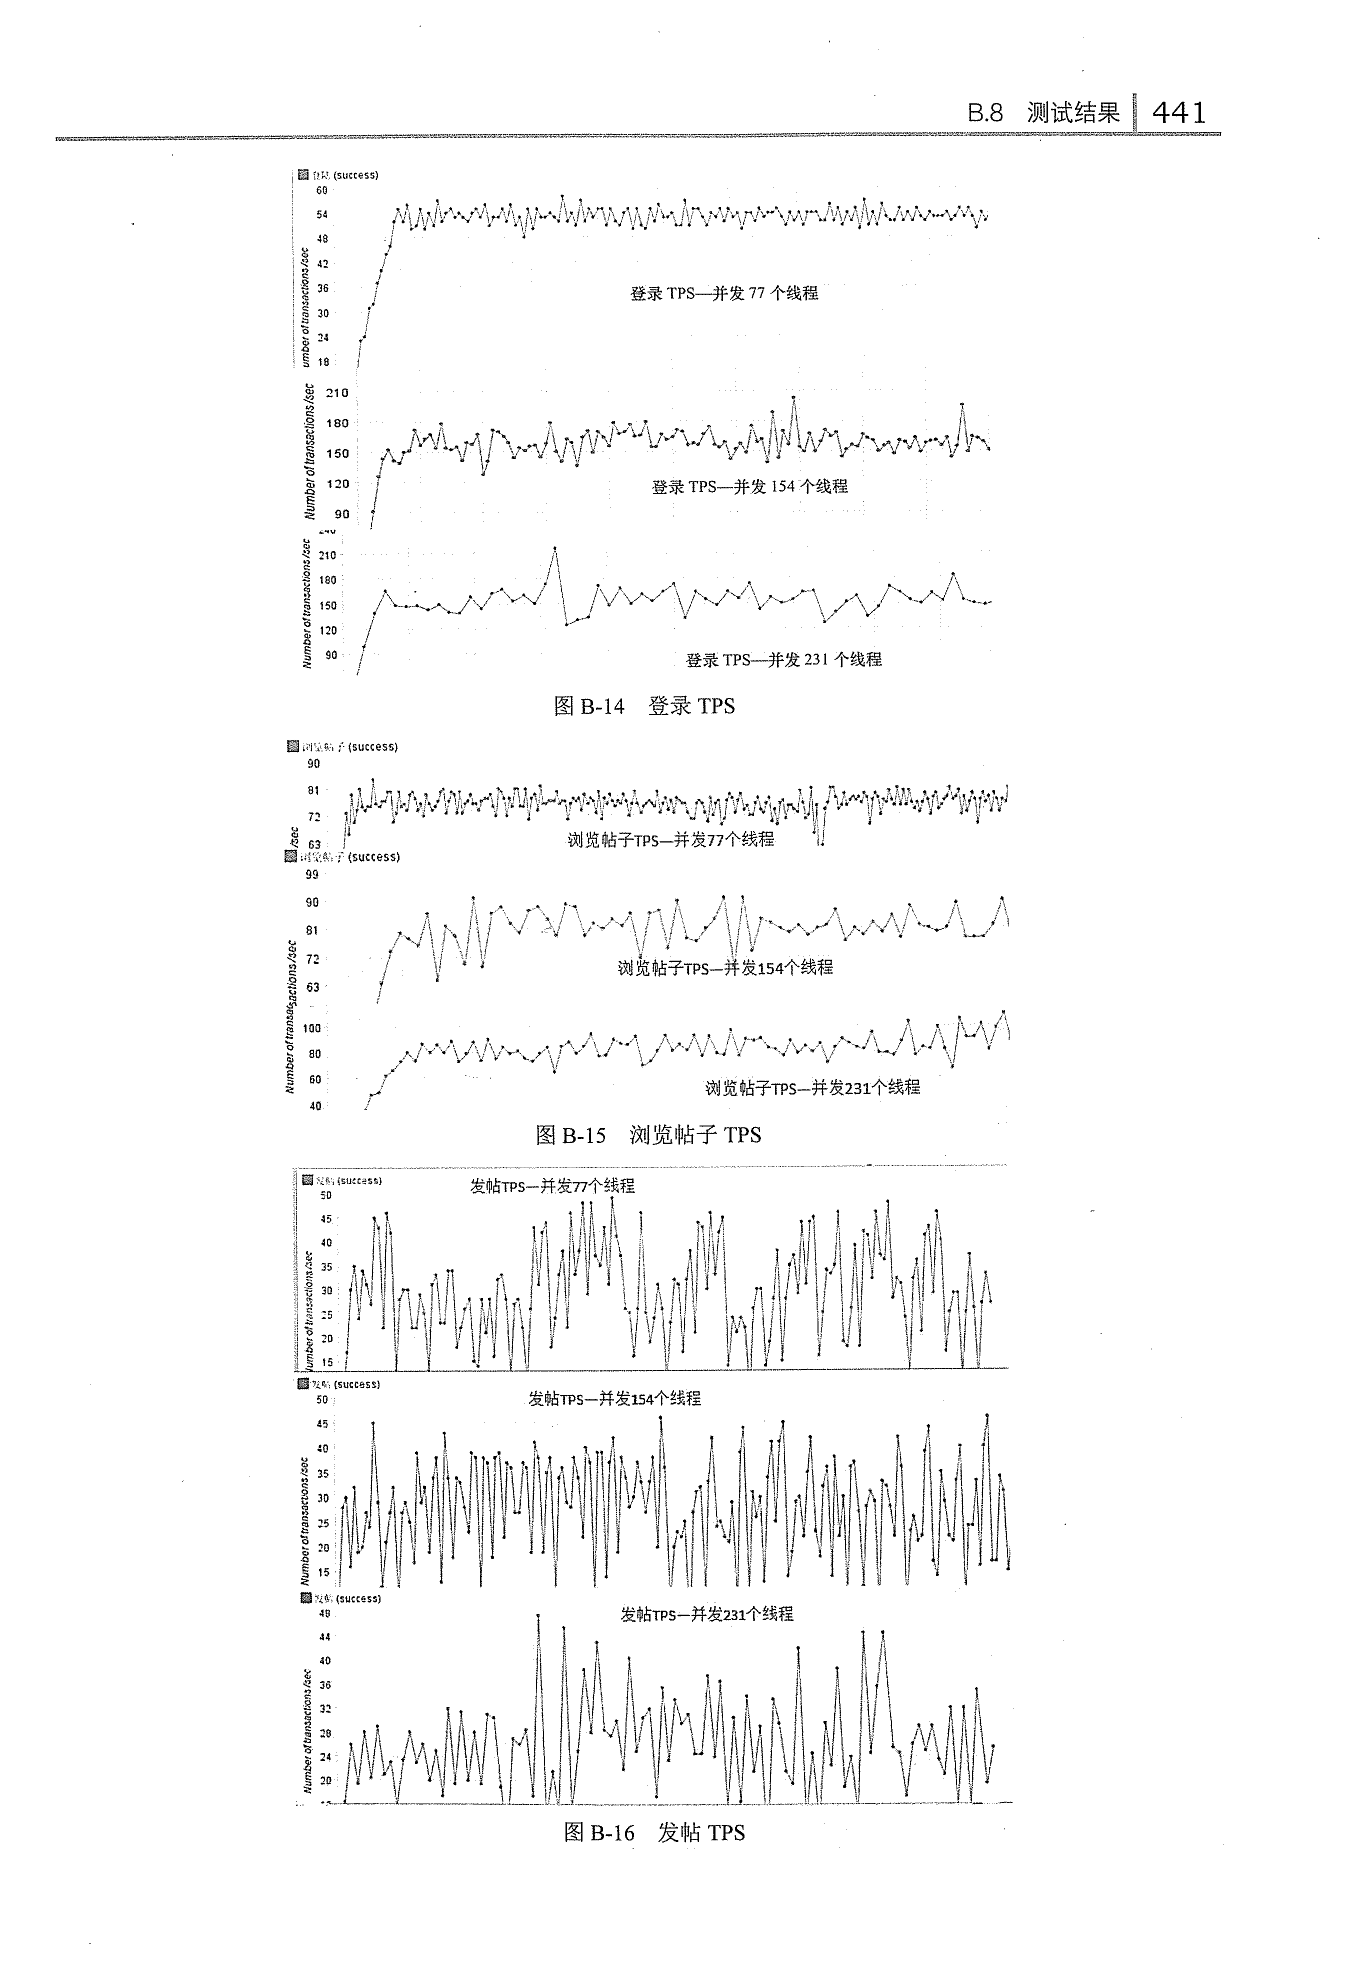 B.8 测试结果 441
(success)
60
54
48
42
36
30
24
18
umber of transactions/sec
登录 TPS—并发 77 个线程
210
180
150
120
90
Number of transactions/sec
登录 TPS—并发 154 个线程
240
210
180
150
120
90
Number of transactions/sec
登录 TPS—并发 231 个线程
图 B-14 登录 TPS
浏览帖子 (success)
90
81
72
63
/sec
浏览帖子TPS—并发77个线程
浏览帖子 (success)
99
90
81
72
63
浏览帖子TPS—并发154个线程
100
80
60
40
Number of transactions/sec
浏览帖子TPS—并发231个线程
图 B-15 浏览帖子 TPS
发帖 (success)
发帖TPS—并发77个线程
50
45
40
35
30
25
20
15
lumber of transactions/sec
发帖 (success)
发帖TPS—并发154个线程
50
45
40
35
30
25
20
15
Number of transactions/sec
发帖 (success)
发帖TPS—并发231个线程
48
44
40
36
32
28
24
20
Number of transactions/sec
图 B-16 发帖 TPS